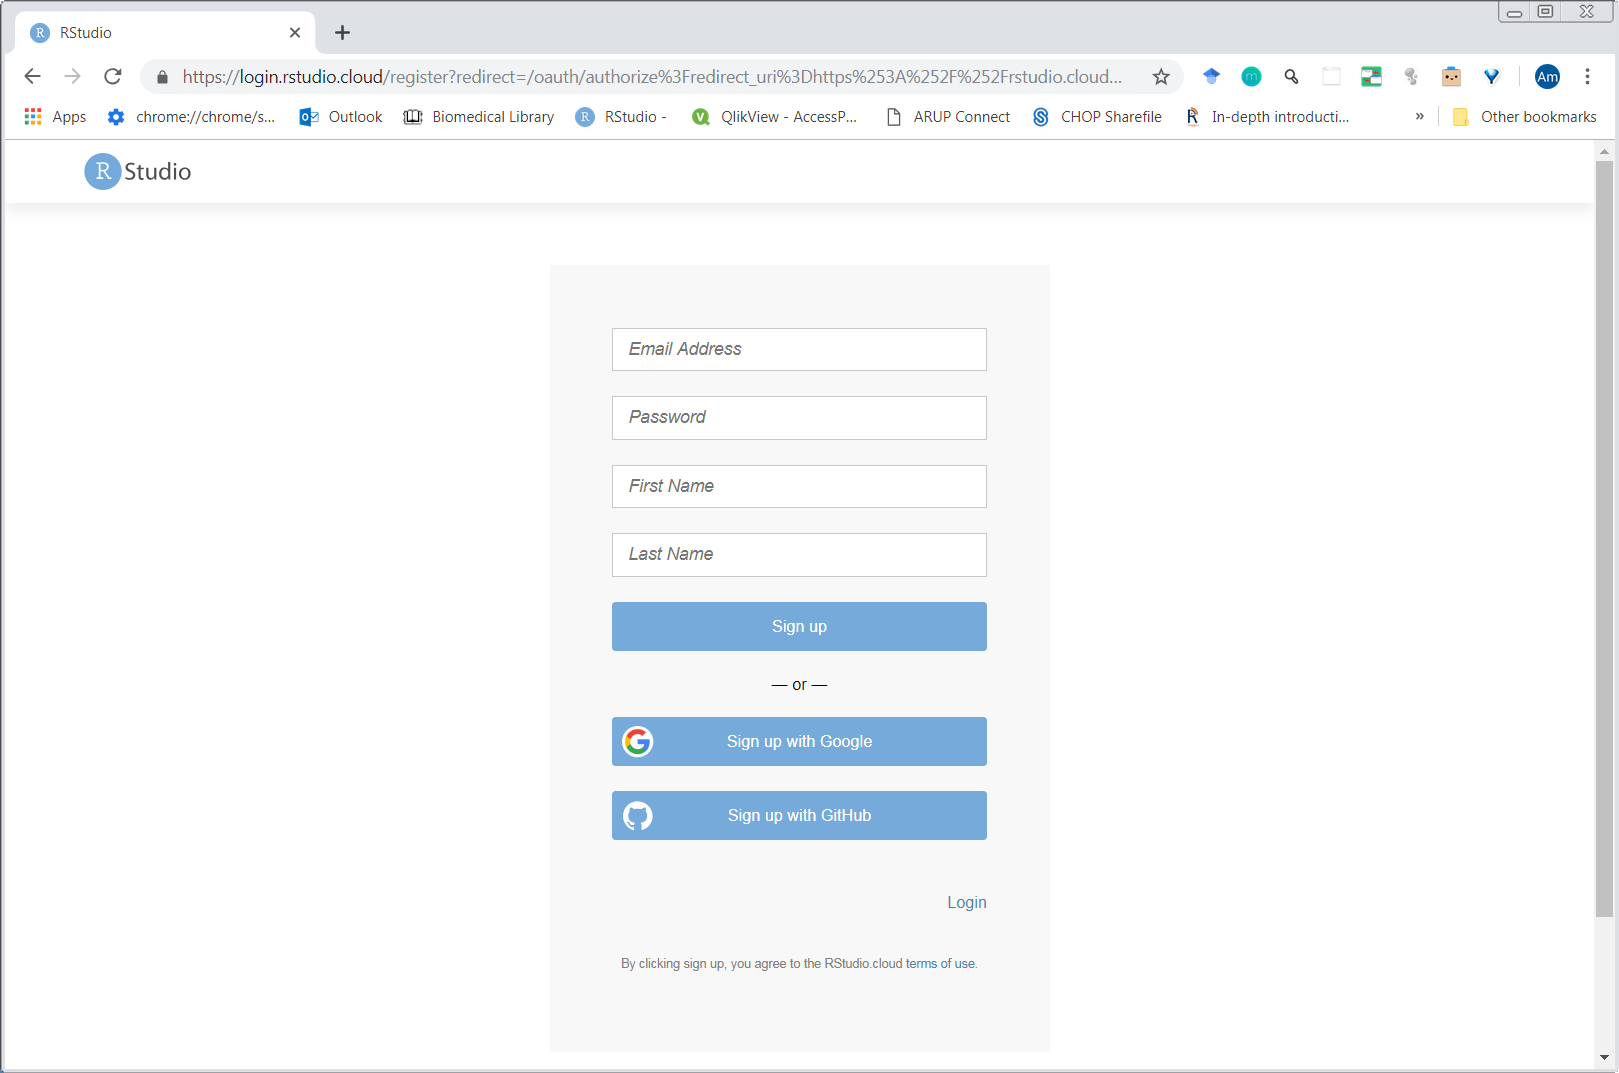 R RStudio
https://login.rstudio.cloud/register?redirect=/oauth/authorize%3Fredirect_uri%3Dhttps%253A%252F%252Frstudio.cloud...
m
Am
Apps chrome://chrome/s... Outlook Biomedical Library R RStudio - QlikView - AccessP... ARUP Connect CHOP Sharefile R In-depth introducti... » Other bookmarks
R Studio
Email Address
Password
First Name
Last Name
Sign up
— or —
Sign up with Google
Sign up with GitHub
Login
By clicking sign up, you agree to the RStudio.cloud terms of use.